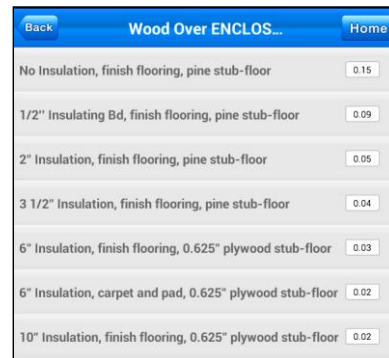 Back
Wood Over ENCLOS...
Home
No Insulation, finish flooring, pine stub-floor 0.15
1/2'' Insulating Bd, finish flooring, pine stub-floor 0.09
2" Insulation, finish flooring, pine stub-floor 0.05
3 1/2" Insulation, finish flooring, pine stub-floor 0.04
6" Insulation, finish flooring, 0.625" plywood stub-floor 0.03
6" Insulation, carpet and pad, 0.625" plywood stub-floor 0.02
10" Insulation, finish flooring, 0.625" plywood stub-floor 0.02